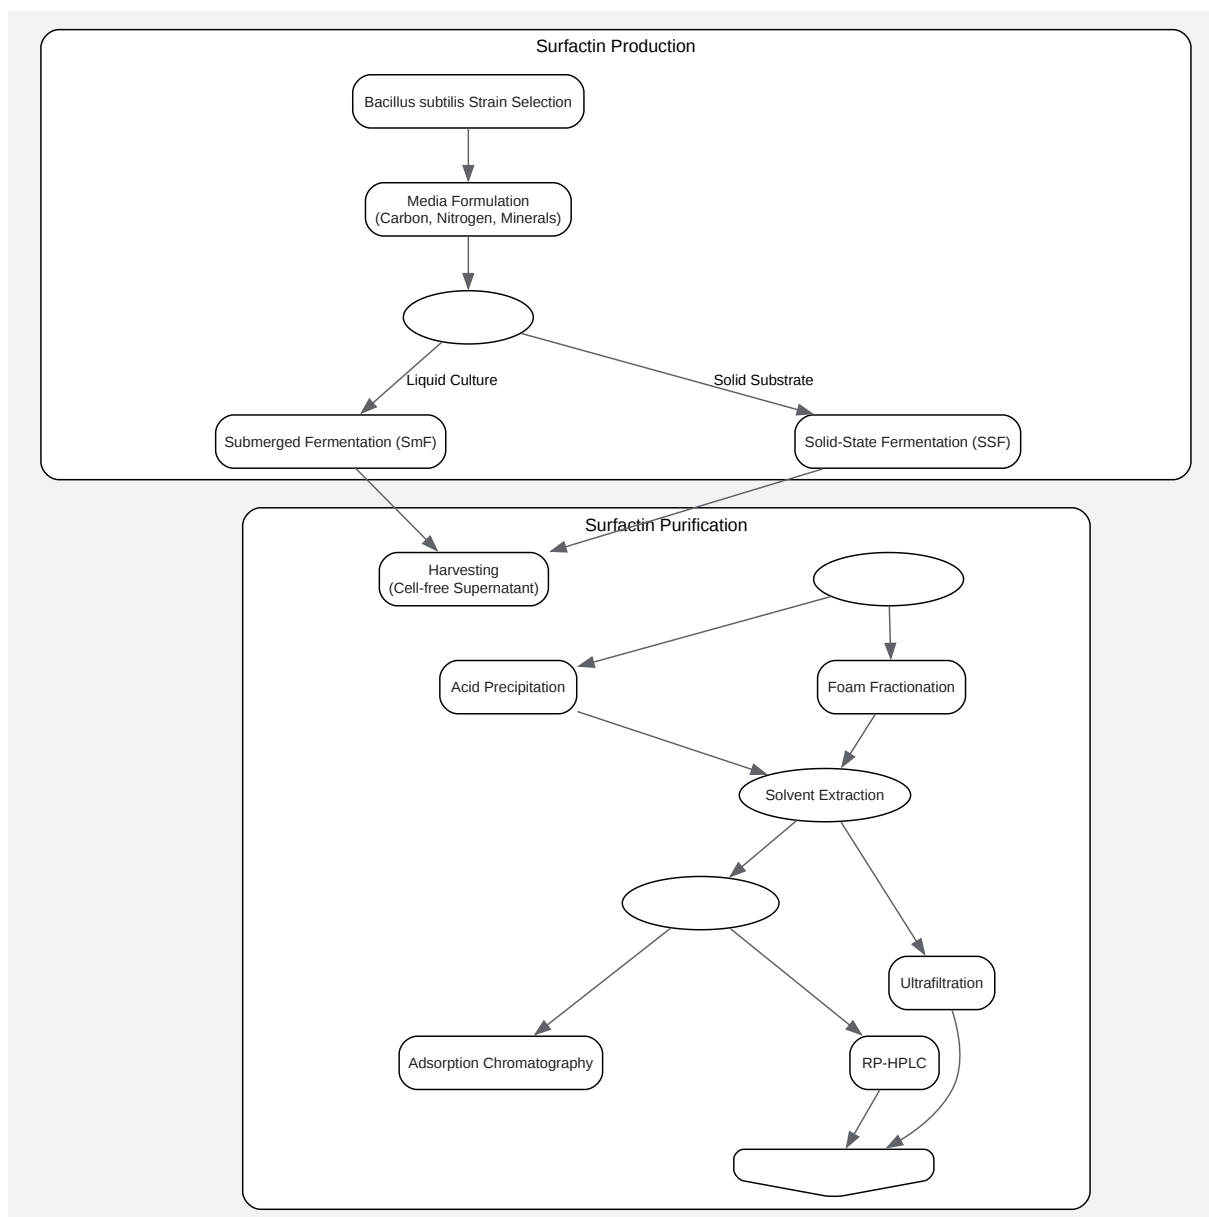 Surfactin Production
Bacillus subtilis Strain Selection
Media Formulation
(Carbon, Nitrogen, Minerals)
Liquid Culture
Solid Substrate
Submerged Fermentation (SmF)
Solid-State Fermentation (SSF)
Surfactin Purification
Harvesting
(Cell-free Supernatant)
Acid Precipitation
Foam Fractionation
Solvent Extraction
Ultrafiltration
Adsorption Chromatography
RP-HPLC